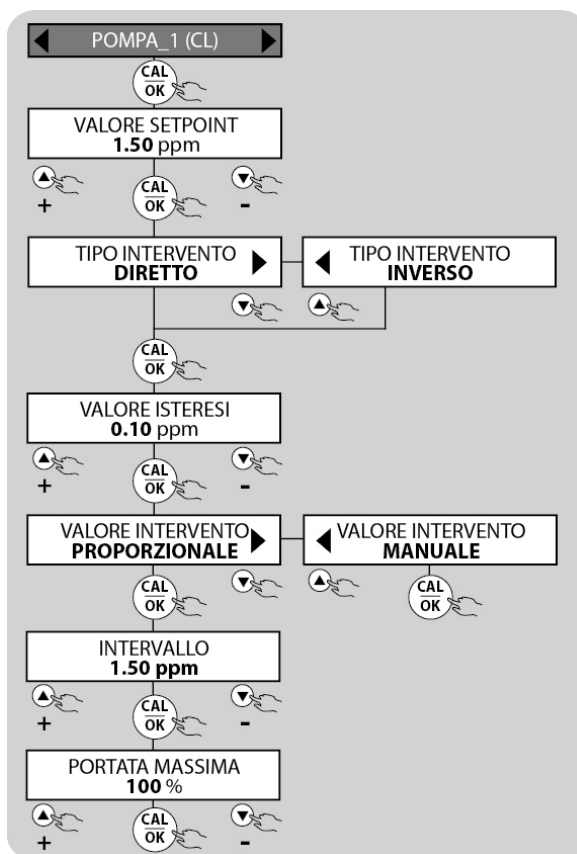 POMPA_1 (CL)
CAL
OK
VALORE SETPOINT
1.50 ppm
CAL
OK
+ -
TIPO INTERVENTO TIPO INTERVENTO
DIRETTO INVERSO
CAL
OK
VALORE ISTERESI
0.10 ppm
CAL
OK
+ -
VALORE INTERVENTO VALORE INTERVENTO
PROPORZIONALE MANUALE
CAL CAL
OK OK
INTERVALLO
1.50 ppm
CAL
OK
+ -
PORTATA MASSIMA
100 %
CAL
OK
+ -